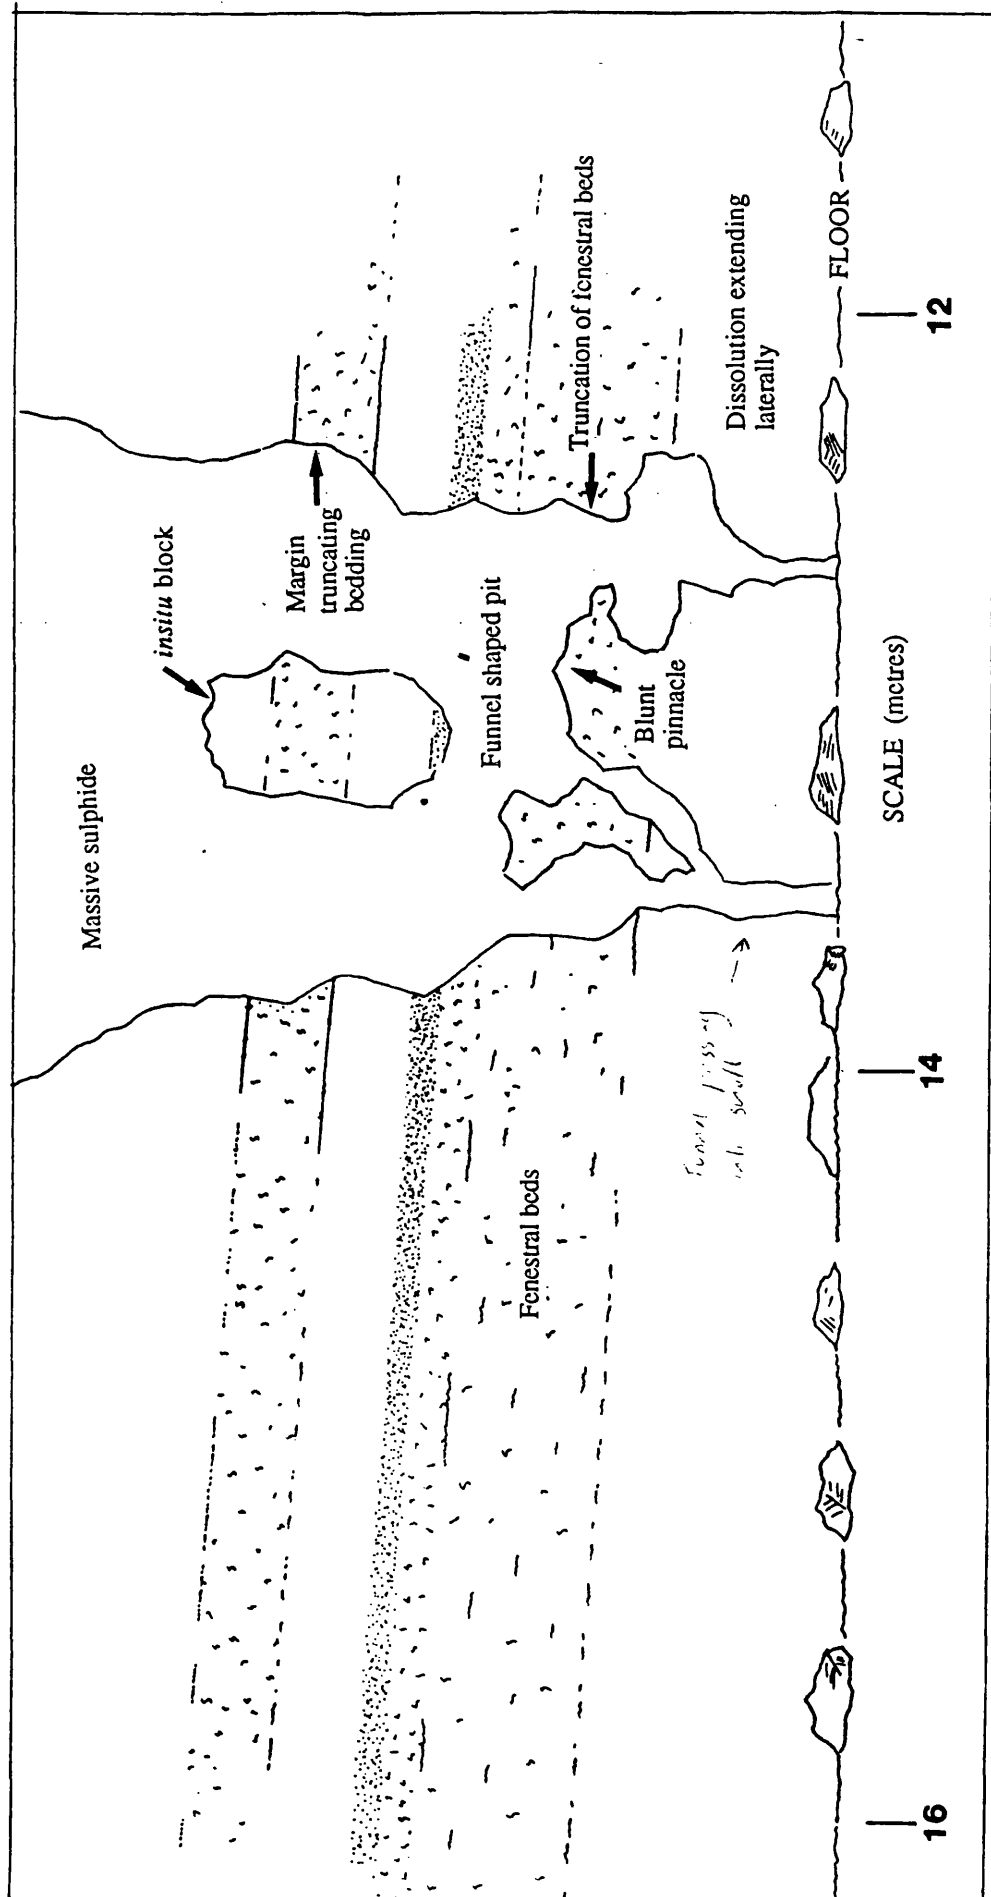 Massive sulphide
insitu block
Margin
truncating
bedding
Funnel shaped pit
Truncation of fenestral beds
Blunt
pinnacle
Fenestral beds
Dissolution extending
laterally
FLOOR
SCALE (metres)
16
14
12